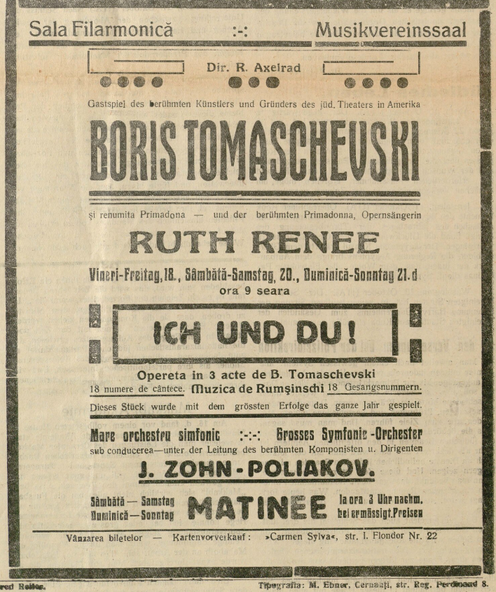 Sala Filarmonică :-: Musikvereinssaal
Dir. R. Axelrad
Gastspiel des berühmten Künstlers und Gründers des jüd. Theaters in Amerika
BORIS TOMASCHEVSKI
și renumita Primadona — und der berühmten Primadonna, Opernsängerin
RUTH RENEE
Vineri-Freitag, 18., Sâmbătă-Samstag, 20., Duminică-Sonntag 21. d
ora 9 seara
ICH UND DU!
Opereta in 3 acte de B. Tomaschevski
18 numere de cântece. Muzica de Rumșinschi 18 Gesangsnummern.
Dieses Stück wurde mit dem grössten Erfolge das ganze Jahr gespielt.
Mare orchestru simfonic :-:-: Grosses Symfonie-Orchester
sub conducerea—unter der Leitung des berühmten Komponisten u. Dirigenten
J. ZOHN-POLIAKOV.
Sâmbătă — Samstag
Duminică — Sonntag
MATINEE
la ora 3 Uhr nachm.
bei ermässigt. Preisen
Vânzarea biletelor — Kartenvorverkauf: »Carmen Sylva«, str. I. Flondor Nr. 22
Tipografia: M. Ebner, Cernauți, str. Reg. Ferdinand 8.